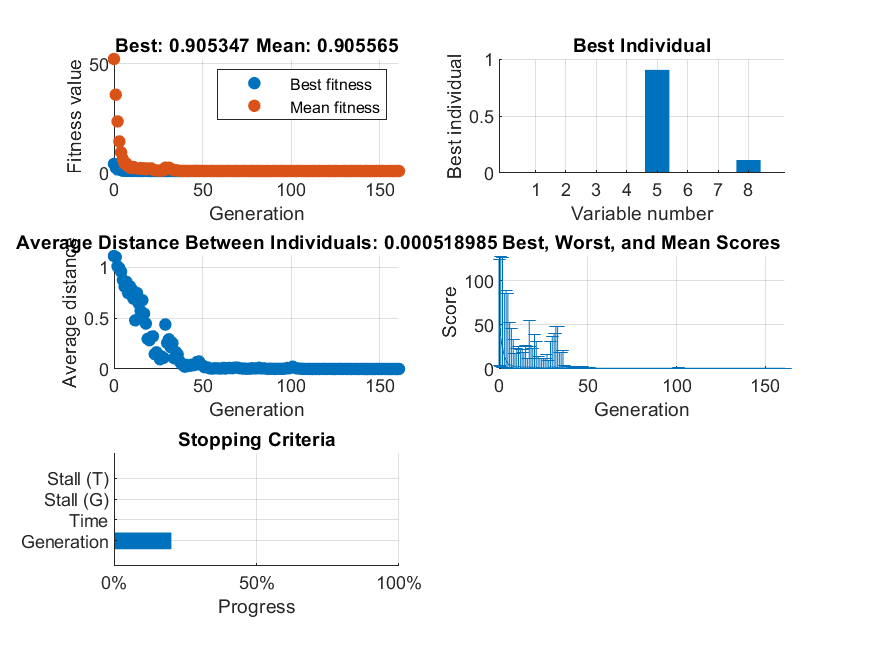 Best: 0.905347 Mean: 0.905565
Fitness value
50
0
Best fitness
Mean fitness
0 50 100 150
Generation
Best Individual
Best individual
1
0.5
0
1 2 3 4 5 6 7 8
Variable number
Average Distance Between Individuals: 0.000518985
Average distance
1
0.5
0
0 50 100 150
Generation
Best, Worst, and Mean Scores
Score
100
50
0
0 50 100 150
Generation
Stopping Criteria
Stall (T)
Stall (G)
Time
Generation
0% 50% 100%
Progress